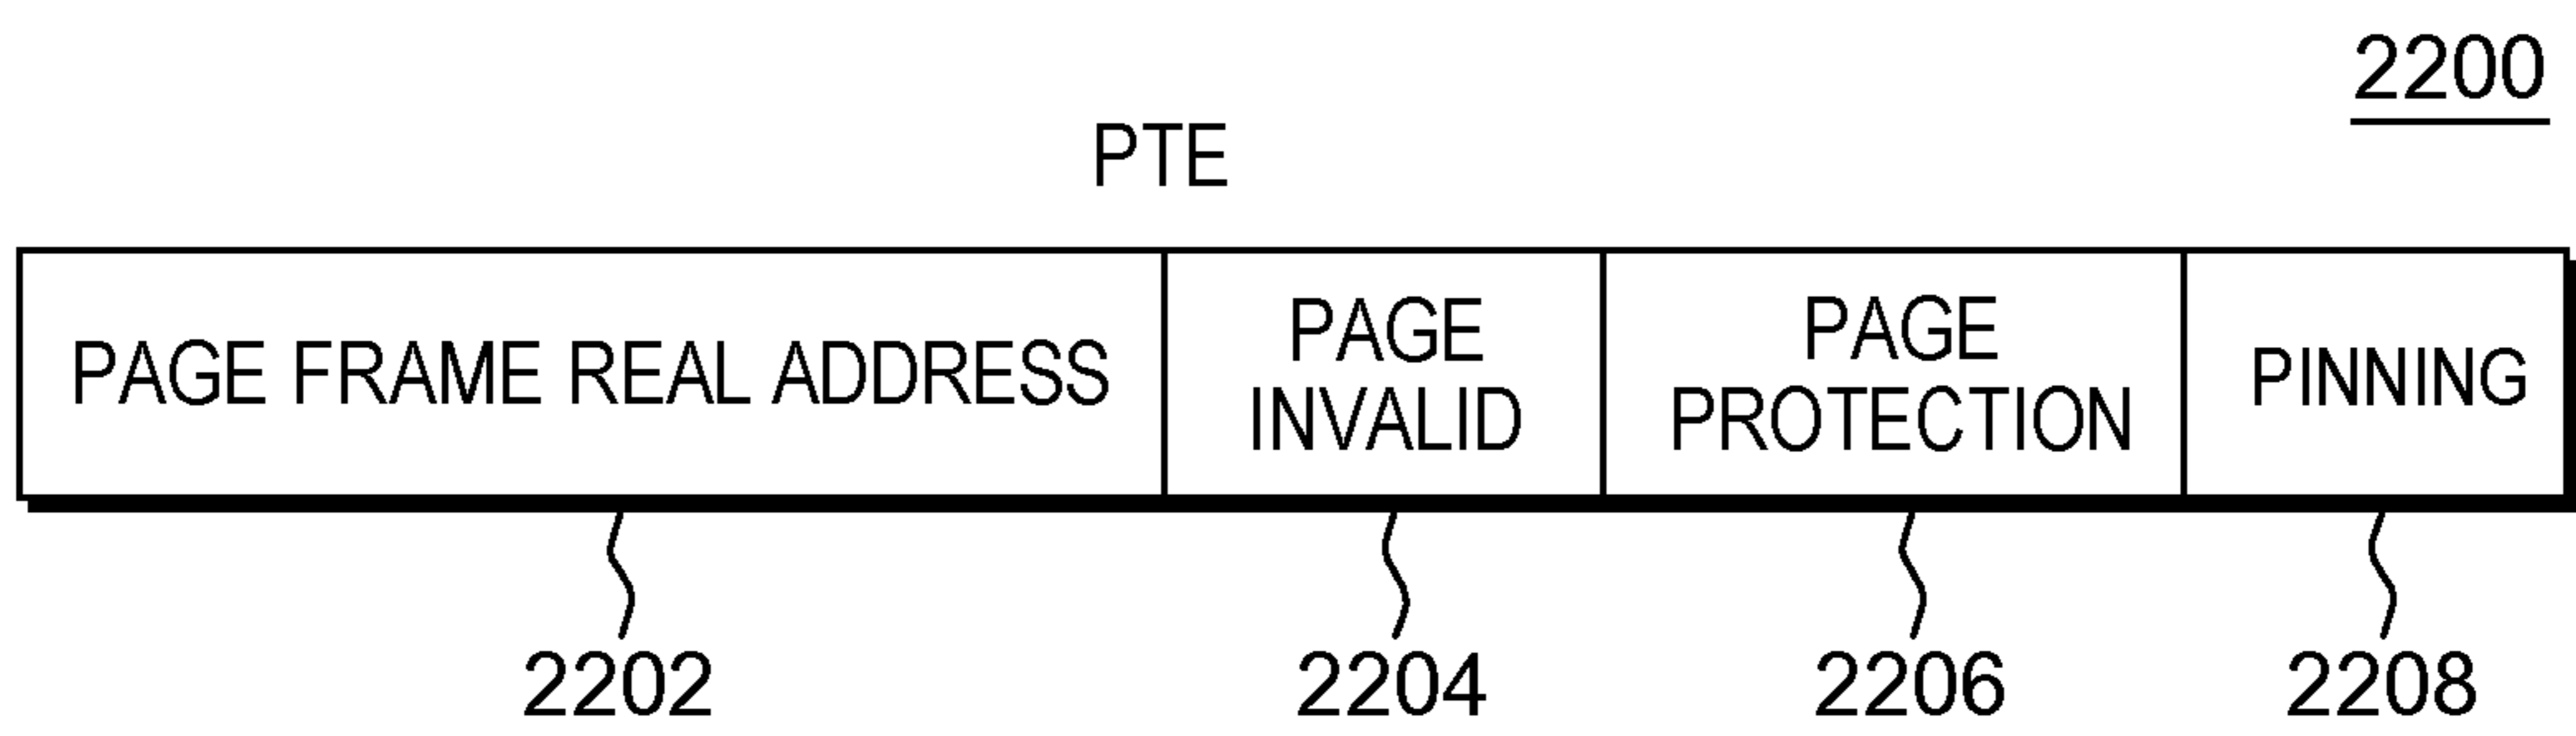 2200
PTE
PAGE FRAME REAL ADDRESS
PAGE
INVALID
PAGE
PROTECTION
PINNING
2202
2204
2206
2208